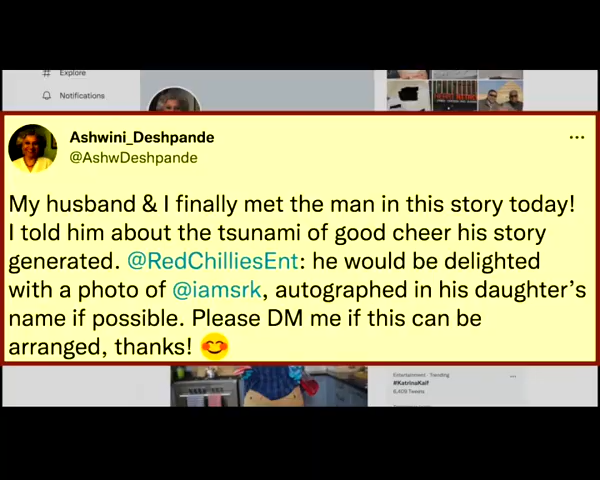 # Explore
Notifications
Ashwini_Deshpande
@AshwDeshpande
...
My husband & I finally met the man in this story today!
I told him about the tsunami of good cheer his story
generated. @RedChilliesEnt: he would be delighted
with a photo of @iamsrk, autographed in his daughter's
name if possible. Please DM me if this can be
arranged, thanks! 😊
Entertainment · Trending
#KatrinaKaif
6,409 Tweets